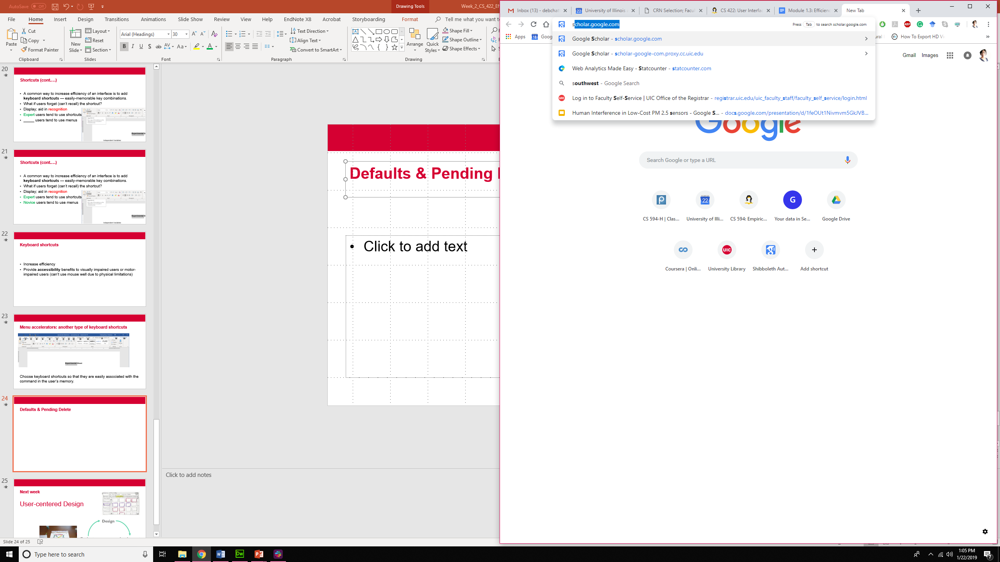 AutoSave Off
Drawing Tools
Week_2_CS_422_Ef
File Home Insert Design Transitions Animations Slide Show Review View Help EndNote X8 Acrobat Storyboarding Format Tell me what you want to
Paste
Cut
Copy
Format Painter
Clipboard
New Slide
Layout
Reset
Section
Slides
Arial (Headings) 30
B I U S ab AV Aa A
Font
Paragraph
Text Direction
Align Text
Convert to SmartArt
Arrange
Quick Styles
Shape Fill
Shape Outline
Shape Effects
Drawing
20
Shortcuts (cont.…)
• A common way to increase efficiency of an interface is to add
keyboard shortcuts — easily-memorable key combinations.
• What if users forget (can't recall) the shortcut?
• Display; aid in recognition
• Expert users tend to use shortcuts
• _____ users tend to use menus
21
Shortcuts (cont.…)
• A common way to increase efficiency of an interface is to add
keyboard shortcuts — easily-memorable key combinations.
• What if users forget (can't recall) the shortcut?
• Display; aid in recognition
• Expert users tend to use shortcuts
• Novice users tend to use menus
22
Keyboard shortcuts
• Increase efficiency
• Provide accessibility benefits to visually impaired users or motor-
impaired users (can't use mouse well due to physical limitations)
23
Menu accelerators: another type of keyboard shortcuts
Experimental Sheet
Choose keyboard shortcuts so that they are easily associated with the
command in the user's memory.
24
Defaults & Pending Delete
25
Next week
User-centered Design
Design
Defaults & Pending
• Click to add text
Click to add notes
Slide 24 of 25
Inbox (13) - debchat
University of Illinois
CRN Selection; Facul
CS 422: User Interfac
Module 1.3: Efficienc
New Tab
scholar.google.com
Press Tab to search scholar.google.com
Apps
Goog
ural
How To Export HD Vi
»
Google Scholar - scholar.google.com
Google Scholar - scholar-google-com.proxy.cc.uic.edu
Web Analytics Made Easy - Statcounter - statcounter.com
southwest - Google Search
Log in to Faculty Self-Service | UIC Office of the Registrar - registrar.uic.edu/uic_faculty_staff/faculty_self_service/login.html
Human Interference in Low-Cost PM 2.5 sensors - Google S... - docs.google.com/presentation/d/1feOUt1Nivmvm5GkJVB...
Gmail Images
Google
Search Google or type a URL
CS 594-H | Clas...
University of Illi...
CS 594: Empiric...
Your data in Se...
Google Drive
Coursera | Onli...
University Library
Shibboleth Aut...
Add shortcut
Type here to search
1:05 PM
1/22/2019
7